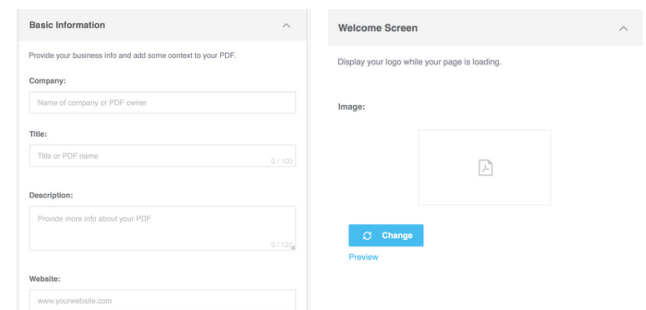 Basic Information
Provide your business info and add some context to your PDF.
Company:
Name of company or PDF owner
Title:
Title or PDF name
0 / 100
Description:
Provide more info about your PDF
0 / 120
Website:
www.yourwebsite.com
Welcome Screen
Display your logo while your page is loading.
Image:
Change
Preview